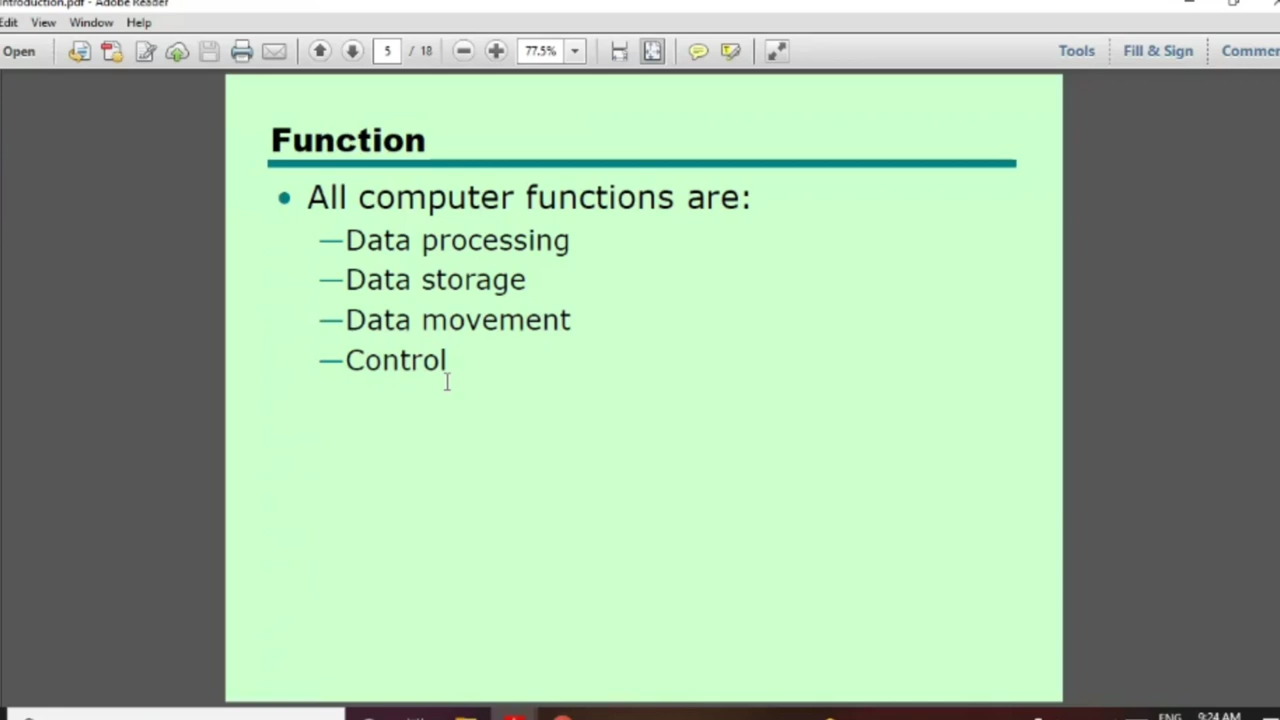 Introduction.pdf - Adobe Reader
Edit View Window Help
Open 5 / 18 77.5% Tools Fill & Sign
Function
• All computer functions are:
—Data processing
—Data storage
—Data movement
—Control
ENG 9:24 AM